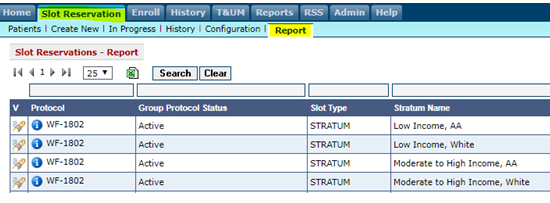 Home Slot Reservation Enroll History T&UM Reports RSS Admin Help
Patients Create New In Progress History Configuration Report
Slot Reservations - Report
1 25 Search Clear
V Protocol Group Protocol Status Slot Type Stratum Name
WF-1802 Active STRATUM Low Income, AA
WF-1802 Active STRATUM Low Income, White
WF-1802 Active STRATUM Moderate to High Income, AA
WF-1802 Active STRATUM Moderate to High Income, White